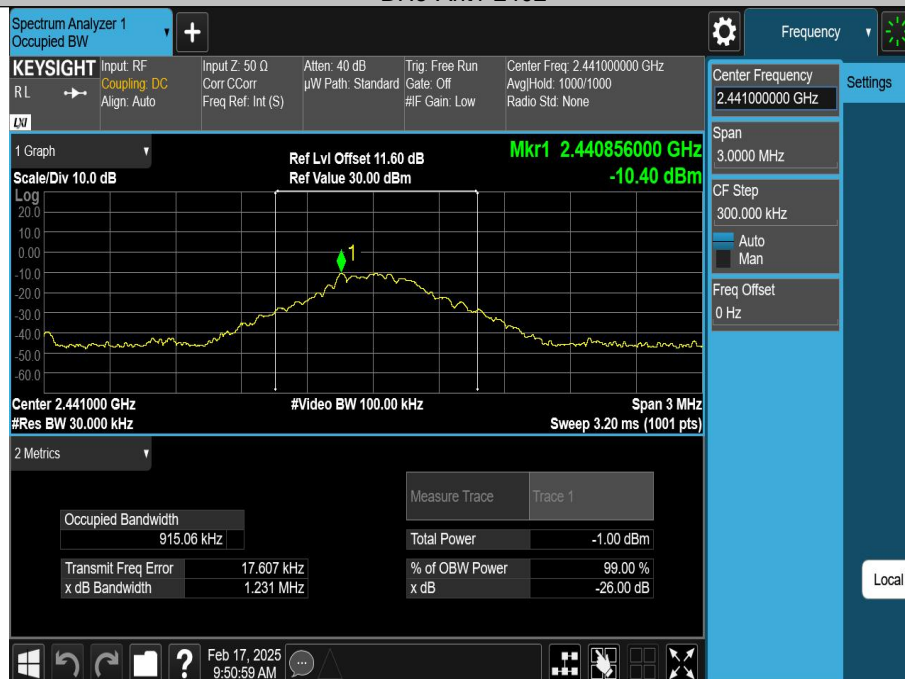 Spectrum Analyzer 1
Occupied BW
Frequency
KEYSIGHT
RL
LXI
Input: RF
Coupling: DC
Align: Auto
Input Z: 50 Ω
Corr CCorr
Freq Ref: Int (S)
Atten: 40 dB
µW Path: Standard
Trig: Free Run
Gate: Off
#IF Gain: Low
Center Freq: 2.441000000 GHz
Avg|Hold: 1000/1000
Radio Std: None
1 Graph
Scale/Div 10.0 dB
Ref Lvl Offset 11.60 dB
Ref Value 30.00 dBm
Mkr1 2.440856000 GHz
-10.40 dBm
Log
20.0
10.0
0.00
-10.0
-20.0
-30.0
-40.0
-50.0
-60.0
1
Center 2.441000 GHz
#Res BW 30.000 kHz
#Video BW 100.00 kHz
Span 3 MHz
Sweep 3.20 ms (1001 pts)
2 Metrics
Measure Trace Trace 1
Occupied Bandwidth
915.06 kHz
Total Power -1.00 dBm
Transmit Freq Error 17.607 kHz
% of OBW Power 99.00 %
x dB Bandwidth 1.231 MHz
x dB -26.00 dB
Center Frequency
2.441000000 GHz
Settings
Span
3.0000 MHz
CF Step
300.000 kHz
Auto
Man
Freq Offset
0 Hz
Local
?
Feb 17, 2025
9:50:59 AM